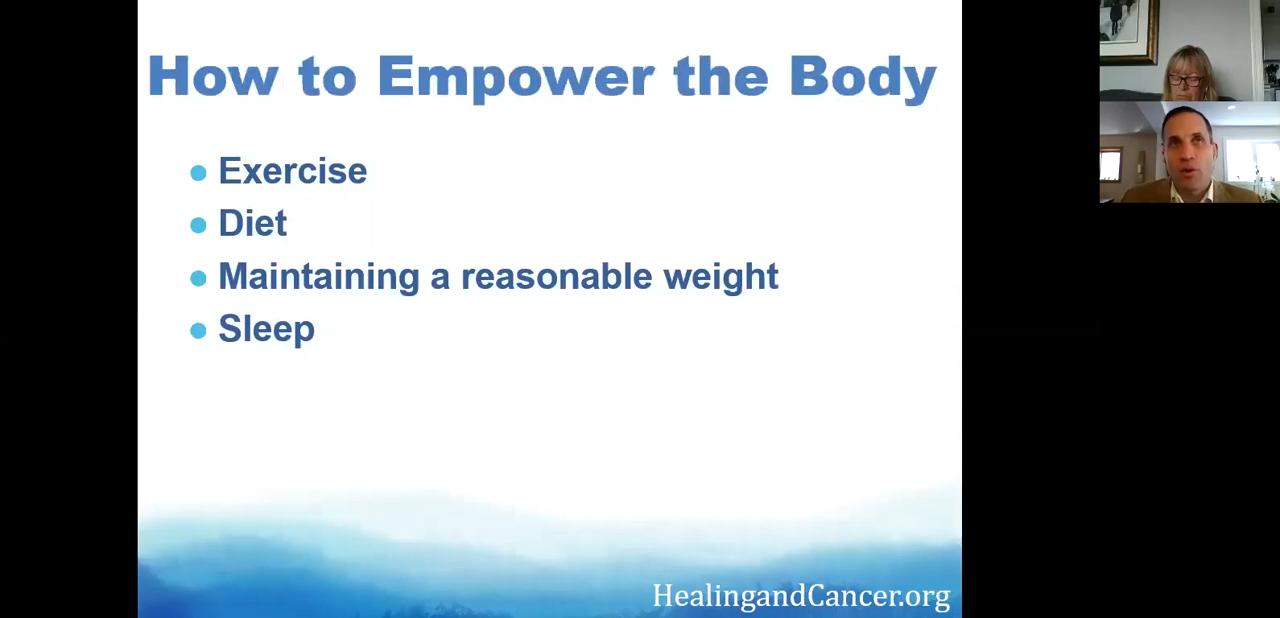 How to Empower the Body
Exercise
Diet
Maintaining a reasonable weight
Sleep
HealingandCancer.org